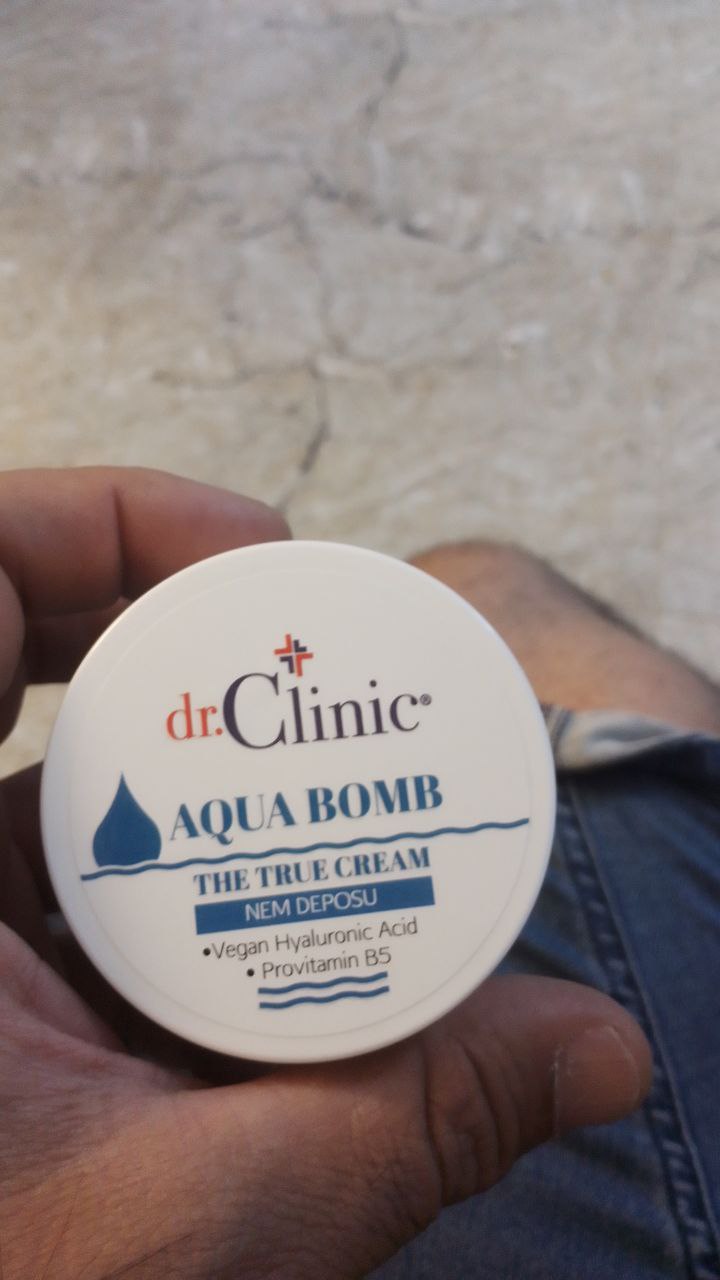 dr.Clinic®
AQUA BOMB
THE TRUE CREAM
NEM DEPOSU
•Vegan Hyaluronic Acid
• Provitamin B5